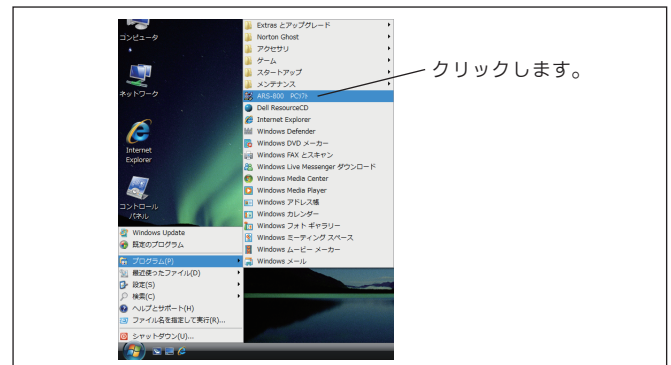 コンピュータ
ネットワーク
Internet
Explorer
コントロール
パネル
Windows Update
既定のプログラム
プログラム(P)
最近使ったファイル(D)
設定(S)
検索(C)
ヘルプとサポート(H)
ファイル名を指定して実行(R)...
シャットダウン(U)...
Extras とアップグレード
Norton Ghost
アクセサリ
ゲーム
スタートアップ
メンテナンス
ARS-800 PCｿﾌﾄ
Dell ResourceCD
Internet Explorer
Windows Defender
Windows DVD メーカー
Windows FAX とスキャン
Windows Live Messenger ダウンロード
Windows Media Center
Windows Media Player
Windows アドレス帳
Windows カレンダー
Windows フォト ギャラリー
Windows ミーティング スペース
Windows ムービー メーカー
Windows メール
クリックします。